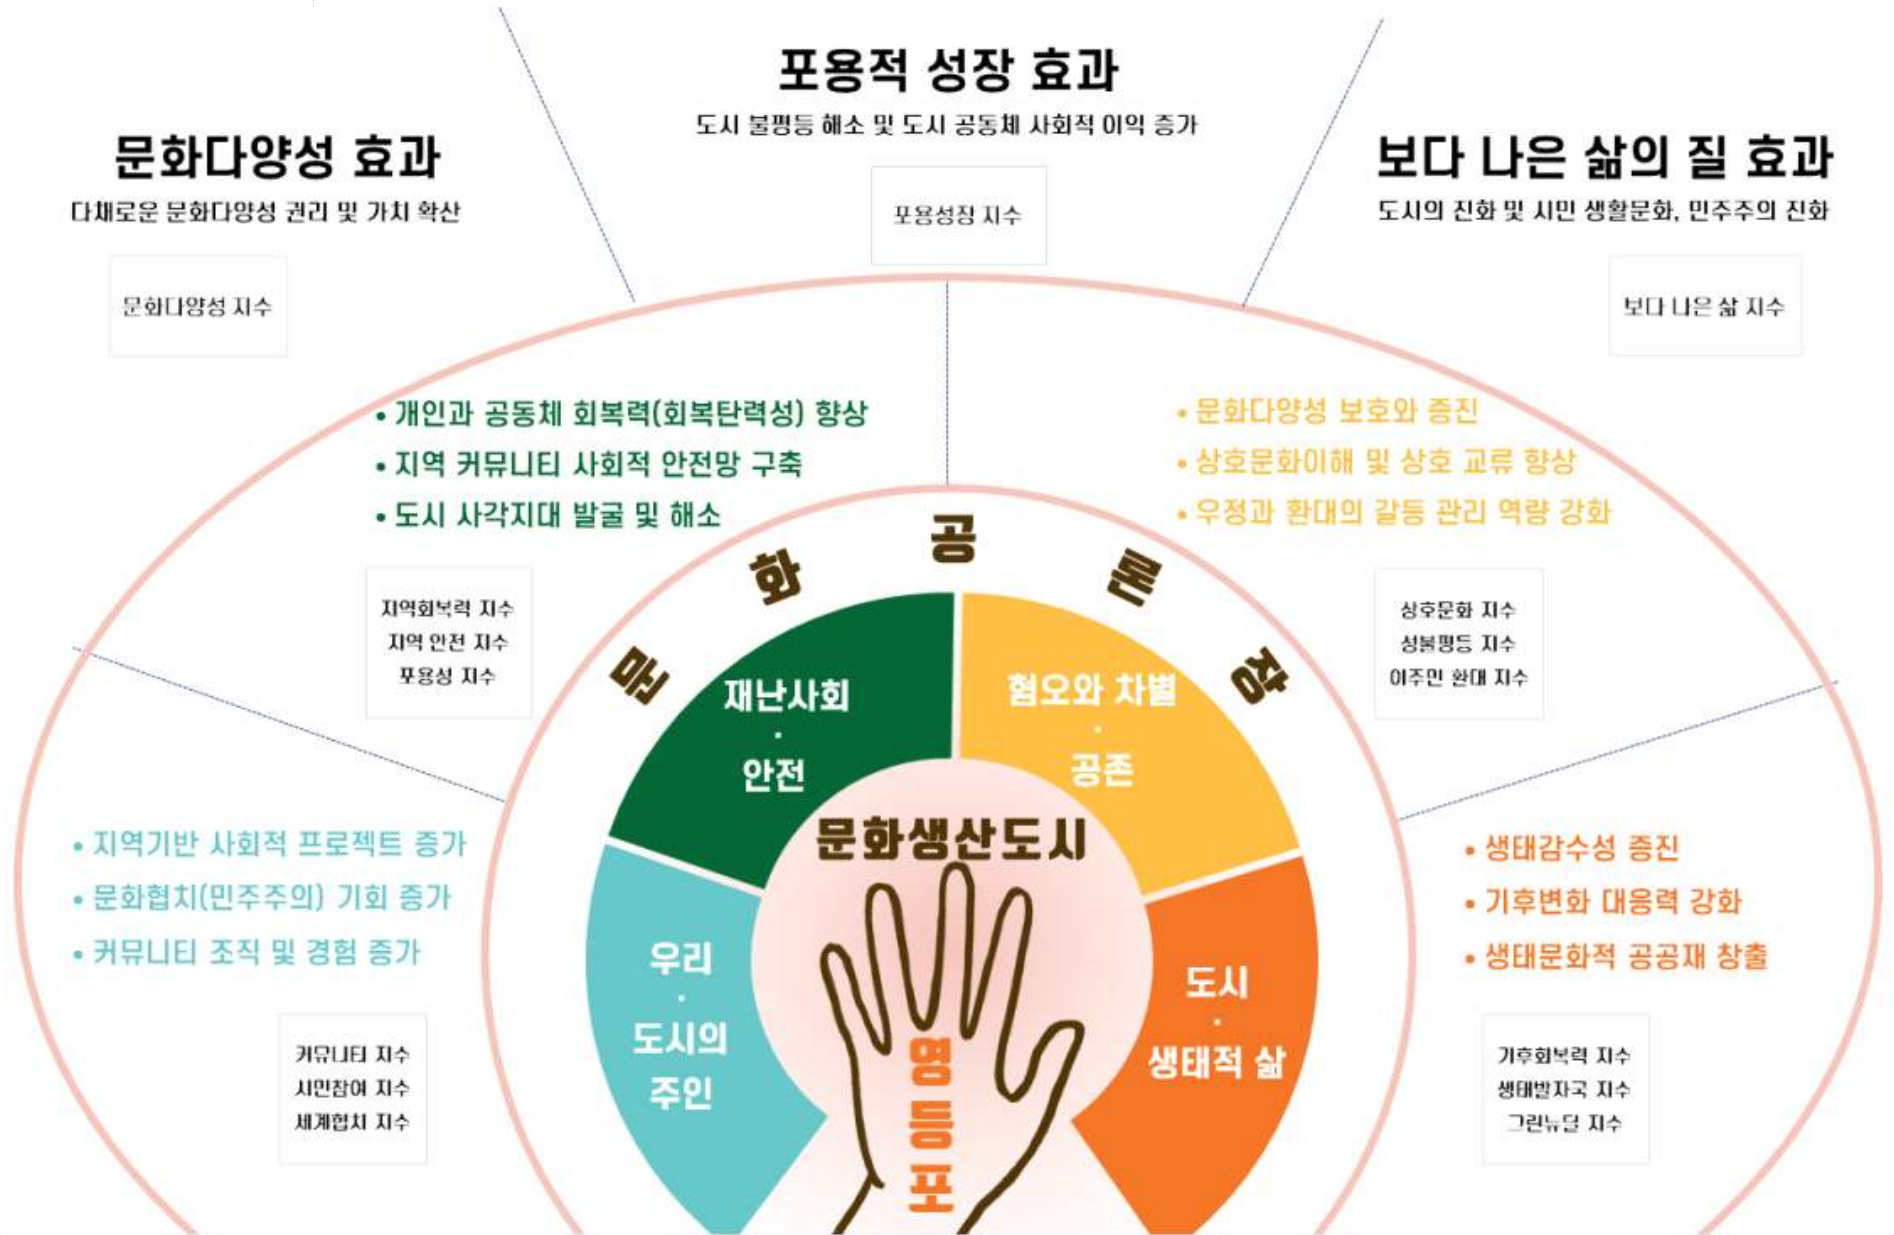 포용적 성장 효과
도시 불평등 해소 및 도시 공동체 사회적 이익 증가
포용성장 지수
문화다양성 효과
다채로운 문화다양성 권리 및 가치 확산
문화다양성 지수
보다 나은 삶의 질 효과
도시의 진화 및 시민 생활문화, 민주주의 진화
보다 나은 삶 지수
• 개인과 공동체 회복력(회복탄력성) 향상
• 지역 커뮤니티 사회적 안전망 구축
• 도시 사각지대 발굴 및 해소
지역회복력 지수
지역 안전 지수
포용성 지수
• 문화다양성 보호와 증진
• 상호문화이해 및 상호 교류 향상
• 우정과 환대의 갈등 관리 역량 강화
상호문화 지수
성불평등 지수
이주민 환대 지수
문화공론장
재난사회
·
안전
혐오와 차별
·
공존
• 지역기반 사회적 프로젝트 증가
• 문화협치(민주주의) 기회 증가
• 커뮤니티 조직 및 경험 증가
커뮤니티 지수
시민참여 지수
세계협치 지수
우리
·
도시의
주인
문화생산도시
영등포
도시
·
생태적 삶
• 생태감수성 증진
• 기후변화 대응력 강화
• 생태문화적 공공재 창출
기후회복력 지수
생태발자국 지수
그린뉴딜 지수